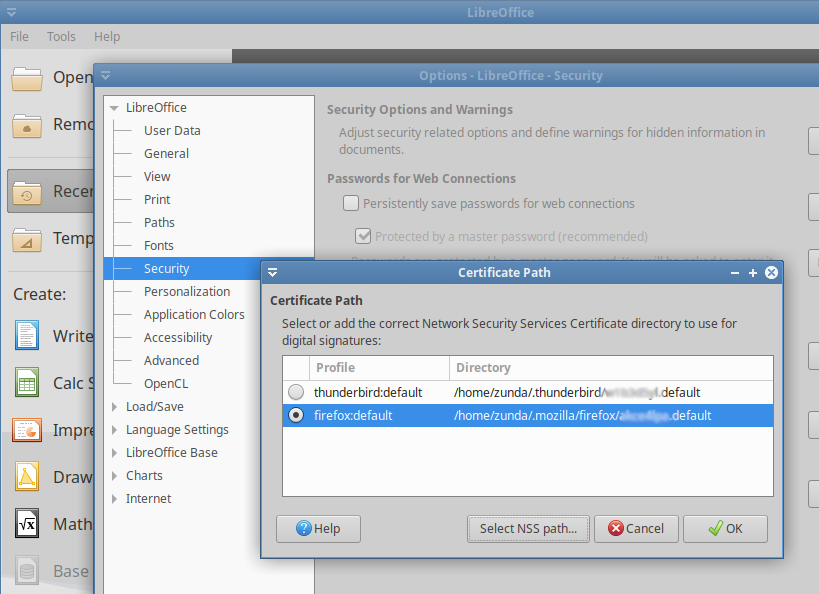 LibreOffice
File Tools Help
Open
Remo
Recen
Temp
Create:
Write
Calc S
Impre
Draw
Math
Base
Options - LibreOffice - Security
LibreOffice
User Data
General
View
Print
Paths
Fonts
Security
Personalization
Application Colors
Accessibility
Advanced
OpenCL
Load/Save
Language Settings
LibreOffice Base
Charts
Internet
Security Options and Warnings
Adjust security related options and define warnings for hidden information in
documents.
Passwords for Web Connections
Persistently save passwords for web connections
Protected by a master password (recommended)
Certificate Path
Certificate Path
Select or add the correct Network Security Services Certificate directory to use for
digital signatures:
Profile Directory
thunderbird:default /home/zunda/.thunderbird/ .default
firefox:default /home/zunda/.mozilla/firefox/ .default
Help Select NSS path... Cancel OK